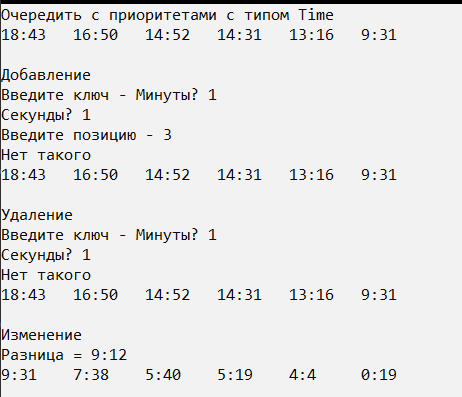 Очередить с приоритетами с типом Time
18:43 16:50 14:52 14:31 13:16 9:31
Добавление
Введите ключ - Минуты? 1
Секунды? 1
Введите позицию - 3
Нет такого
18:43 16:50 14:52 14:31 13:16 9:31
Удаление
Введите ключ - Минуты? 1
Секунды? 1
Нет такого
18:43 16:50 14:52 14:31 13:16 9:31
Изменение
Разница = 9:12
9:31 7:38 5:40 5:19 4:4 0:19